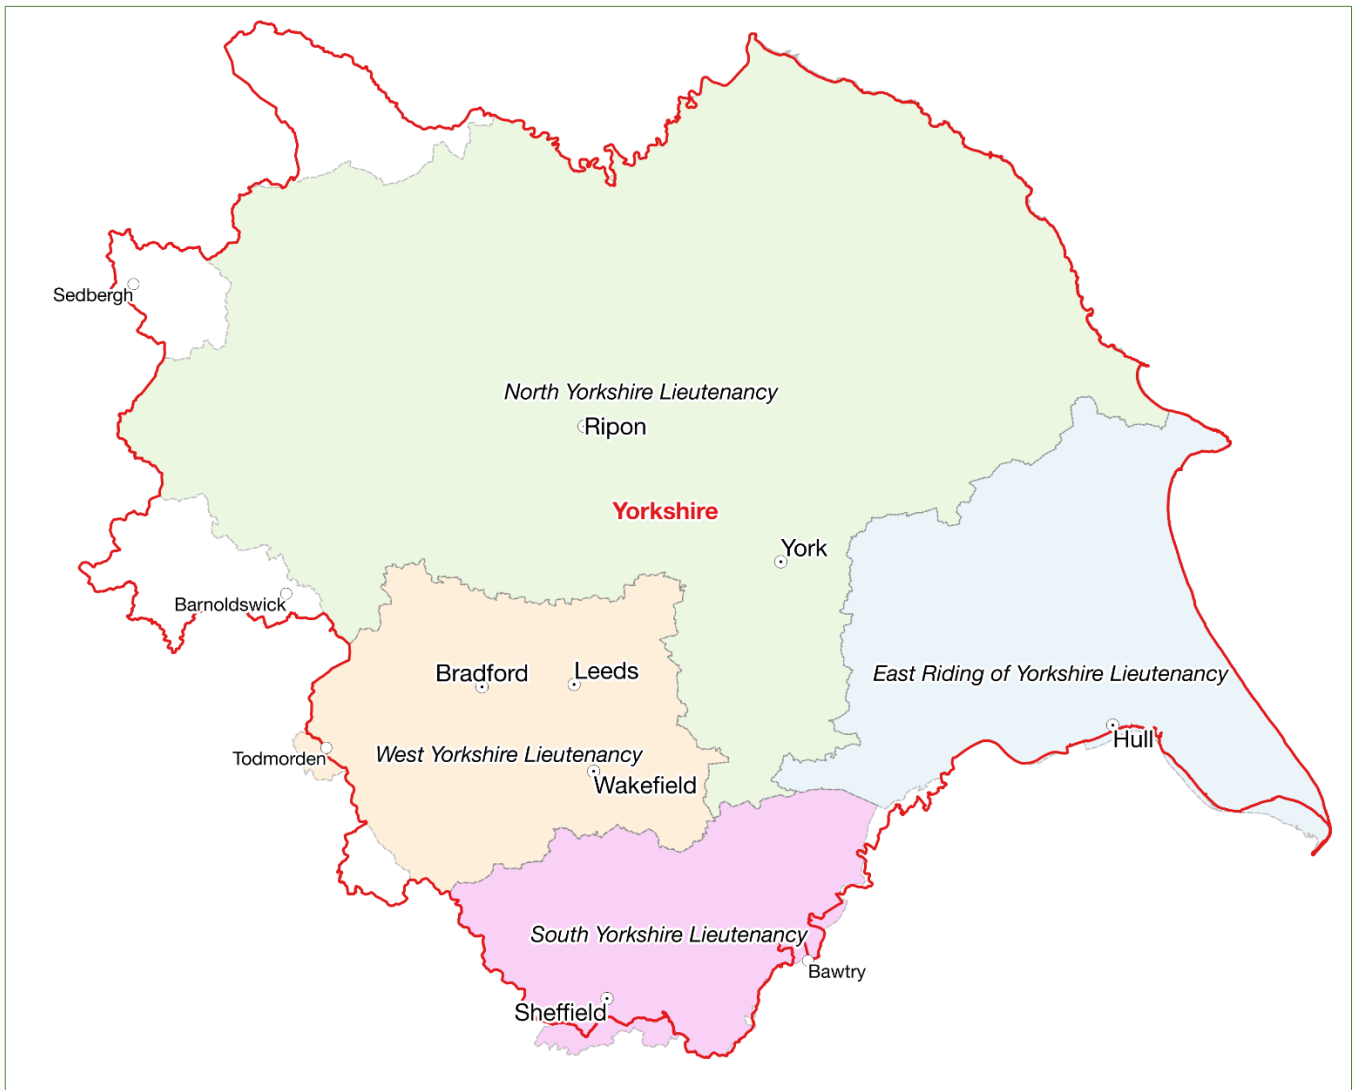 Sedbergh
North Yorkshire Lieutenancy
Ripon
Yorkshire
York
Barnoldswick
Bradford
Leeds
East Riding of Yorkshire Lieutenancy
Hull
Todmorden
West Yorkshire Lieutenancy
Wakefield
South Yorkshire Lieutenancy
Bawtry
Sheffield